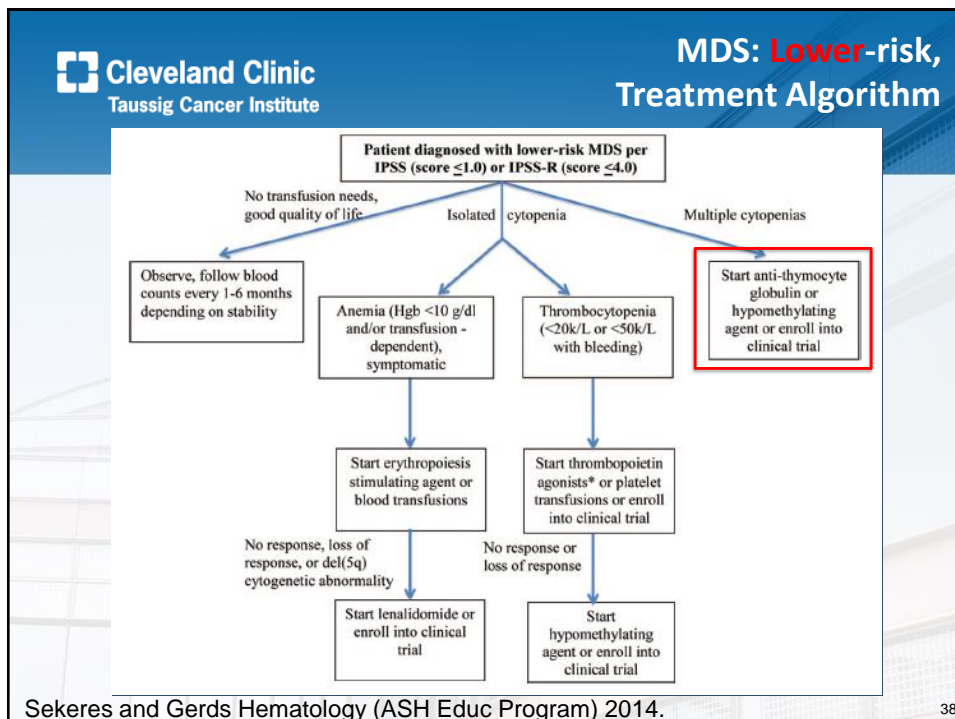 Cleveland Clinic
Taussig Cancer Institute
MDS: Lower-risk,
Treatment Algorithm
Patient diagnosed with lower-risk MDS per
IPSS (score ≤1.0) or IPSS-R (score ≤4.0)
No transfusion needs,
good quality of life
Isolated cytopenia
Multiple cytopenias
Observe, follow blood
counts every 1-6 months
depending on stability
Anemia (Hgb <10 g/dl
and/or transfusion -
dependent),
symptomatic
Thrombocytopenia
(<20k/L or <50k/L
with bleeding)
Start anti-thymocyte
globulin or
hypomethylating
agent or enroll into
clinical trial
Start erythropoiesis
stimulating agent or
blood transfusions
Start thrombopoietin
agonists* or platelet
transfusions or enroll
into clinical trial
No response, loss of
response, or del(5q)
cytogenetic abnormality
No response or
loss of response
Start lenalidomide or
enroll into clinical
trial
Start
hypomethylating
agent or enroll into
clinical trial
Sekeres and Gerds Hematology (ASH Educ Program) 2014.
38